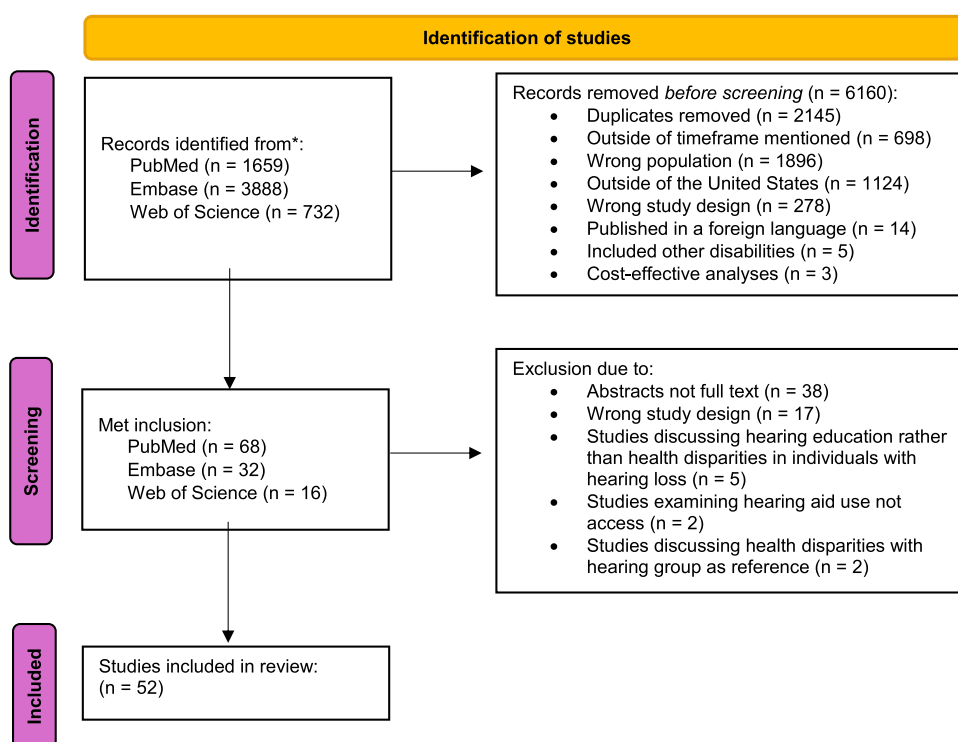 Identification of studies
Identification
Records identified from*:
PubMed (n = 1659)
Embase (n = 3888)
Web of Science (n = 732)
Records removed before screening (n = 6160):
• Duplicates removed (n = 2145)
• Outside of timeframe mentioned (n = 698)
• Wrong population (n = 1896)
• Outside of the United States (n = 1124)
• Wrong study design (n = 278)
• Published in a foreign language (n = 14)
• Included other disabilities (n = 5)
• Cost-effective analyses (n = 3)
Screening
Met inclusion:
PubMed (n = 68)
Embase (n = 32)
Web of Science (n = 16)
Exclusion due to:
• Abstracts not full text (n = 38)
• Wrong study design (n = 17)
• Studies discussing hearing education rather
than health disparities in individuals with
hearing loss (n = 5)
• Studies examining hearing aid use not
access (n = 2)
• Studies discussing health disparities with
hearing group as reference (n = 2)
Included
Studies included in review:
(n = 52)